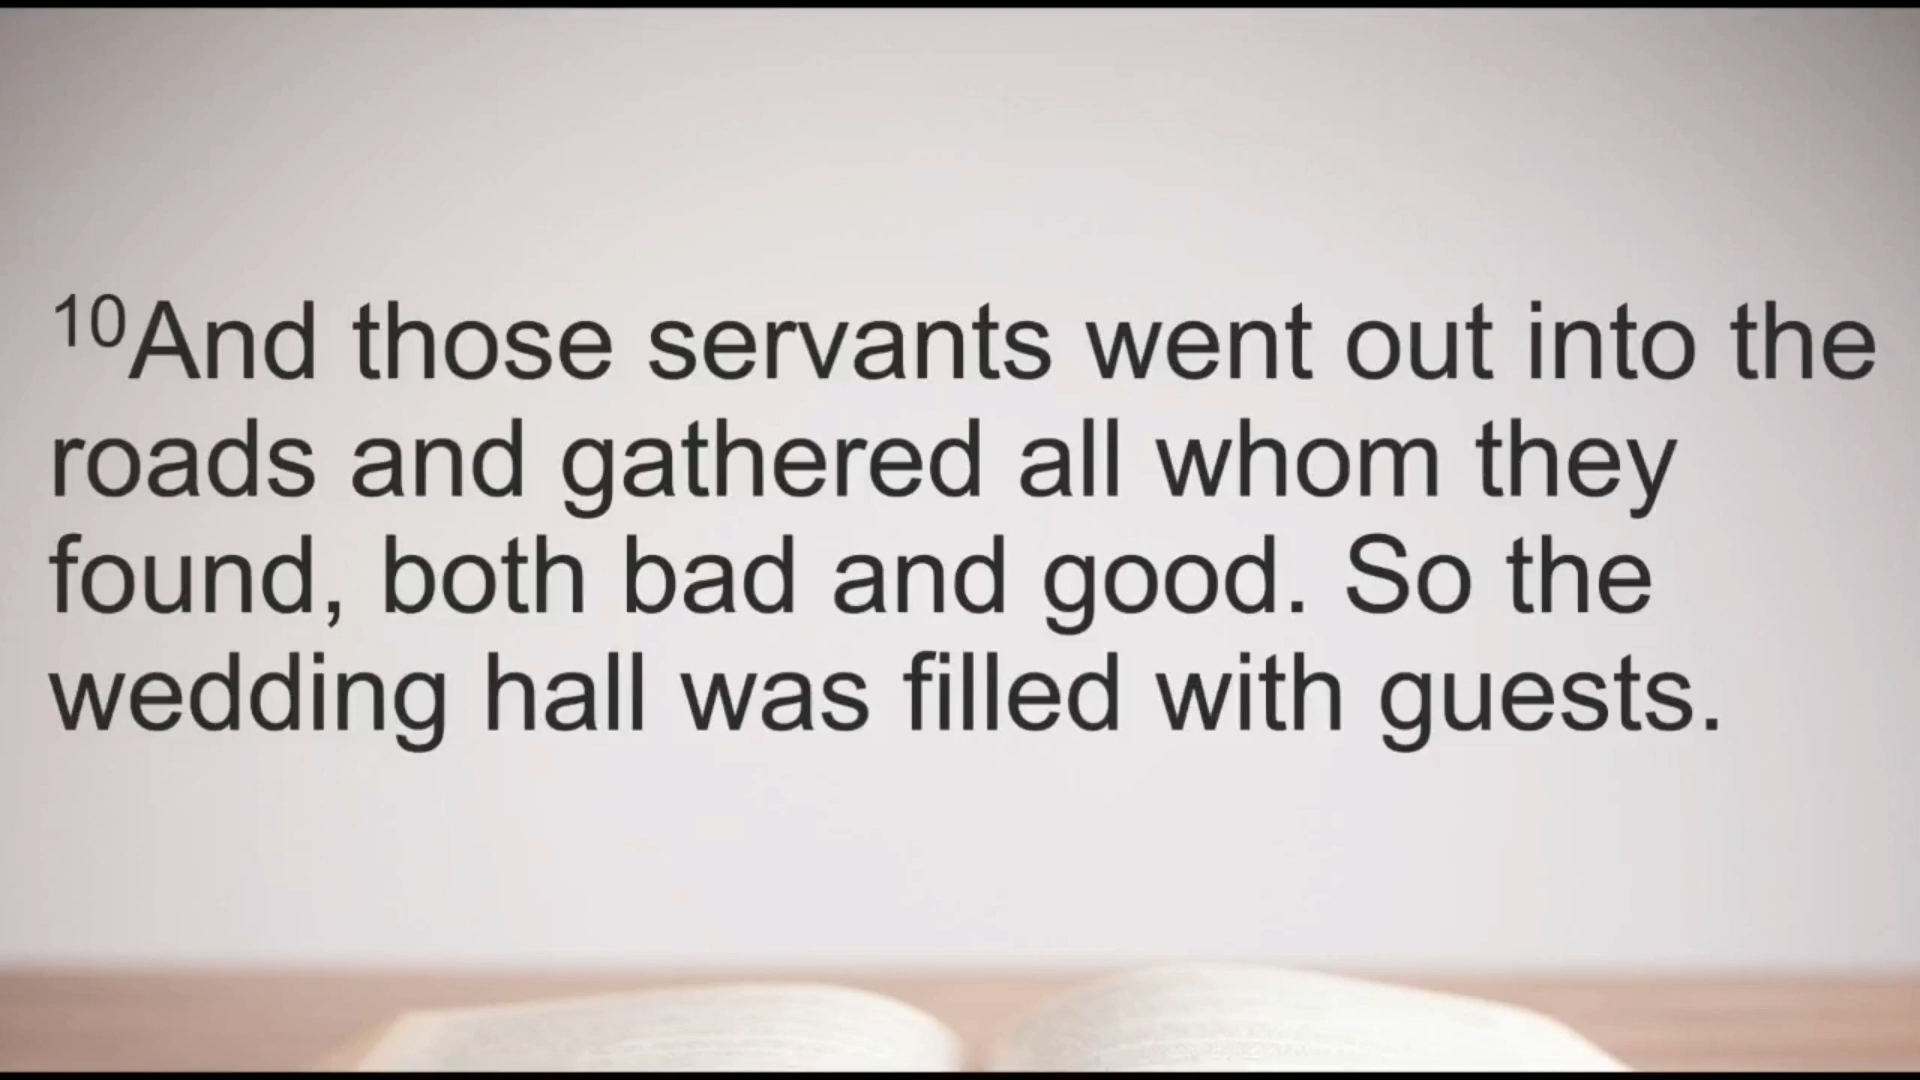 10And those servants went out into the
roads and gathered all whom they
found, both bad and good. So the
wedding hall was filled with guests.